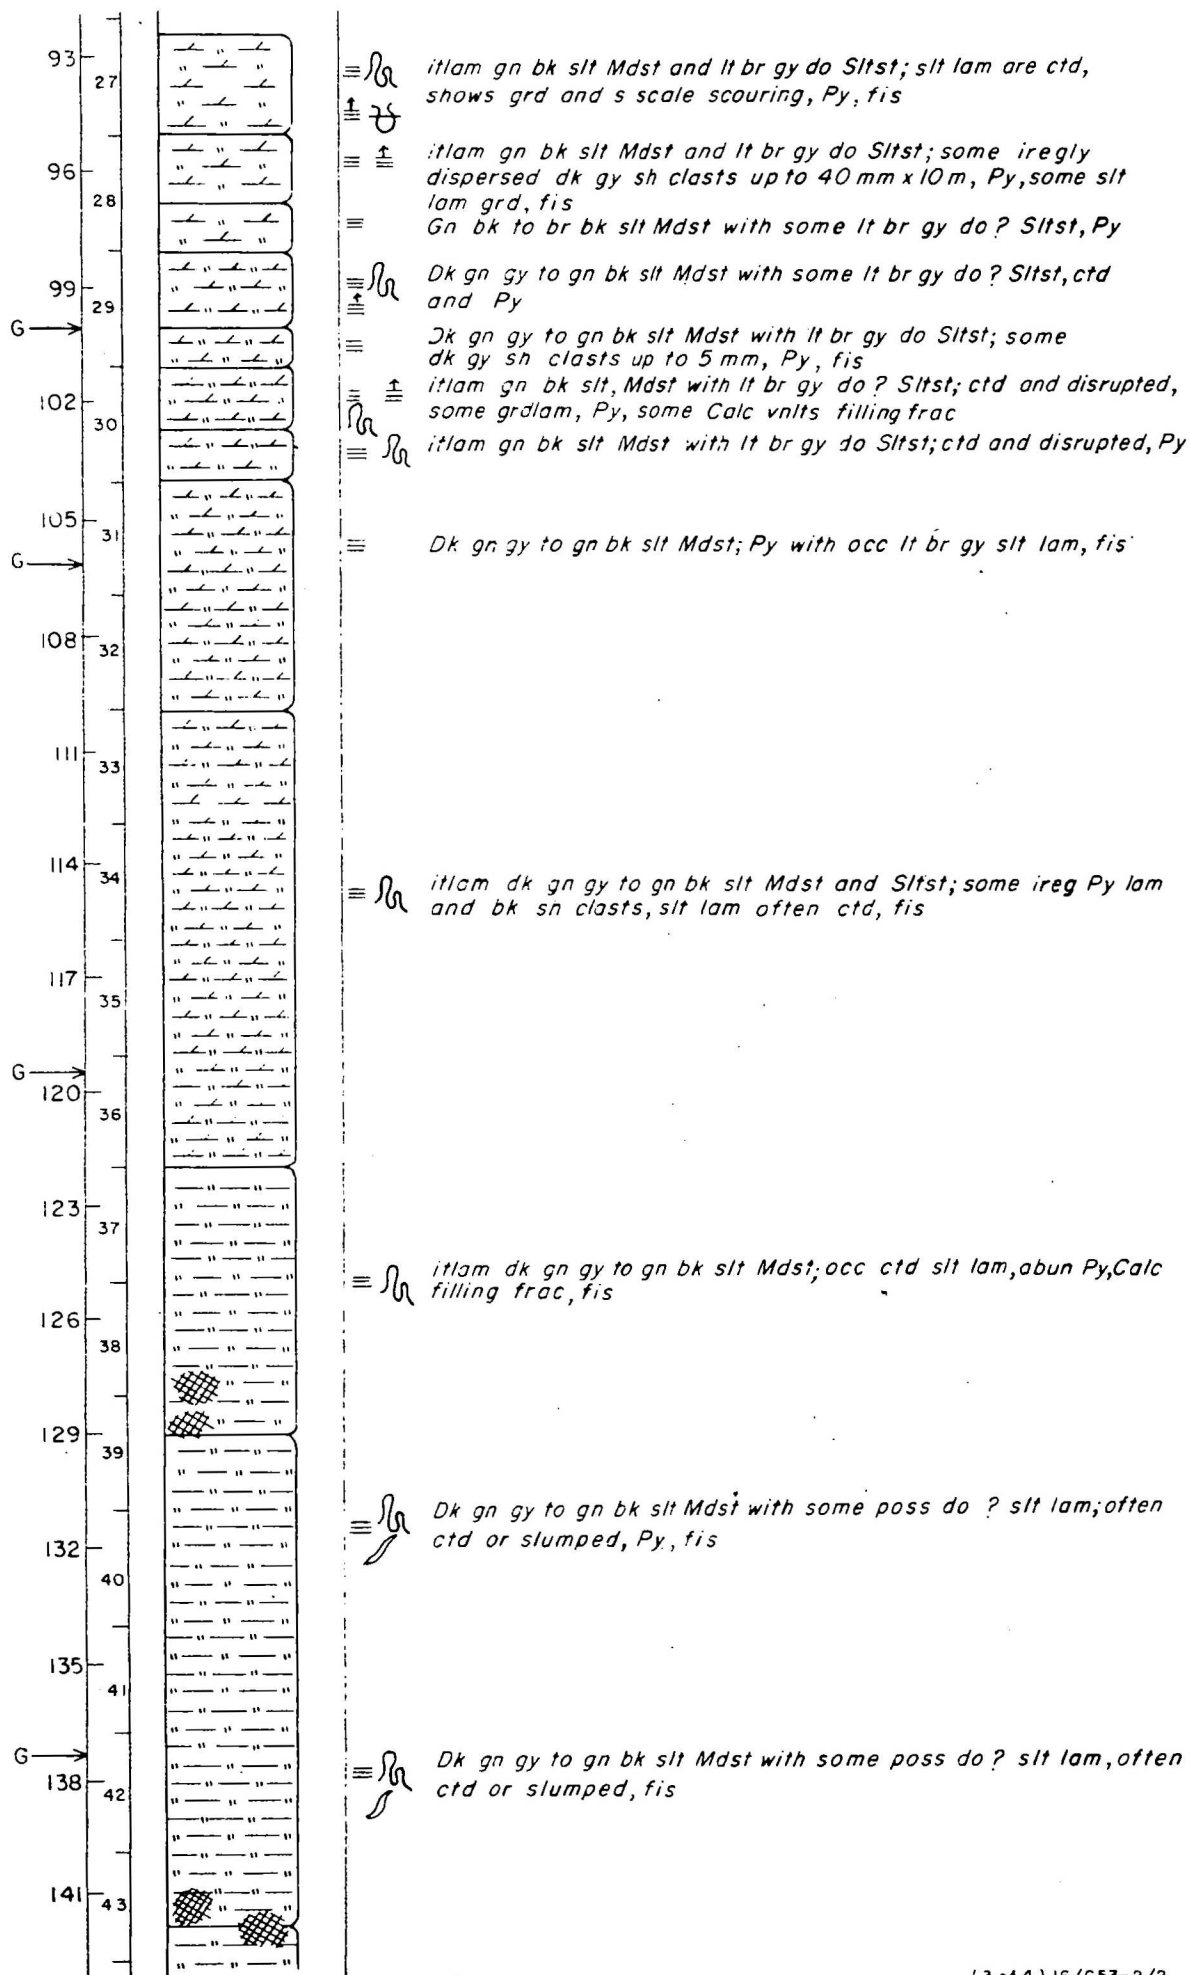 93
27
itlam gn bk slt Mdst and lt br gy do Sltst; slt lam are ctd,
shows grd and s scale scouring, Py, fis
96
itlam gn bk slt Mdst and lt br gy do Sltst; some iregly
dispersed dk gy sh clasts up to 40 mm x 10 m, Py, some slt
lam grd, fis
28
Gn bk to br bk slt Mdst with some lt br gy do? Sltst, Py
99
29
Dk gn gy to gn bk slt Mdst with some lt br gy do? Sltst, ctd
and Py
G
Dk gn gy to gn bk slt Mdst with lt br gy do Sltst; some
dk gy sh clasts up to 5 mm, Py, fis
102
30
itlam gn bk slt, Mdst with lt br gy do? Sltst; ctd and disrupted,
some grdlam, Py, some Calc vnlts filling frac
itlam gn bk slt Mdst with lt br gy do Sltst; ctd and disrupted, Py
105
31
G
Dk gn gy to gn bk slt Mdst; Py with occ lt br gy slt lam, fis
108
32
111
33
114
34
itlam dk gn gy to gn bk slt Mdst and Sltst; some ireg Py lam
and bk sh clasts, slt lam often ctd, fis
117
35
G
120
36
123
37
itlam dk gn gy to gn bk slt Mdst; occ ctd slt lam, abun Py, Calc
filling frac, fis
126
38
129
39
Dk gn gy to gn bk slt Mdst with some poss do ? slt lam; often
ctd or slumped, Py, fis
132
40
135
41
G
Dk gn gy to gn bk slt Mdst with some poss do? slt lam, often
ctd or slumped, fis
138
42
141
43